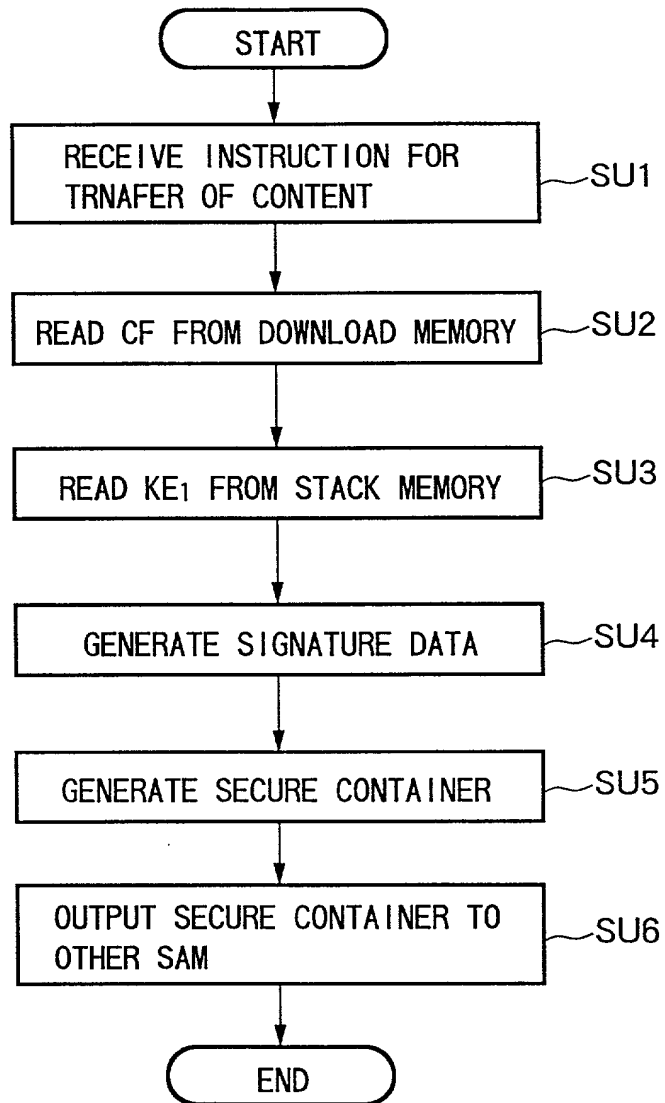 START
RECEIVE INSTRUCTION FOR
TRNAFER OF CONTENT
SU1
READ CF FROM DOWNLOAD MEMORY
SU2
READ KE₁ FROM STACK MEMORY
SU3
GENERATE SIGNATURE DATA
SU4
GENERATE SECURE CONTAINER
SU5
OUTPUT SECURE CONTAINER TO
OTHER SAM
SU6
END